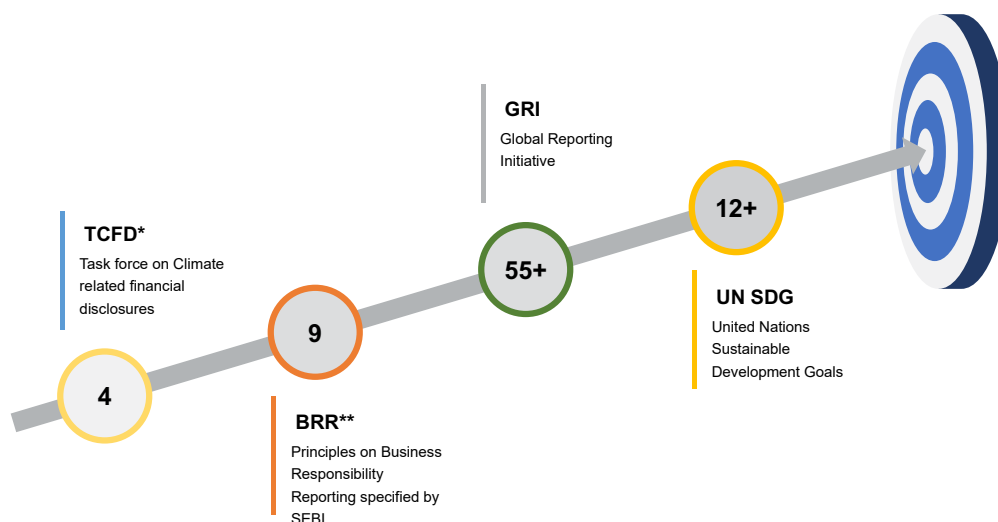 TCFD*
Task force on Climate
related financial
disclosures
4
9
BRR**
Principles on Business
Responsibility
Reporting specified by
SEBI
GRI
Global Reporting
Initiative
55+
12+
UN SDG
United Nations
Sustainable
Development Goals